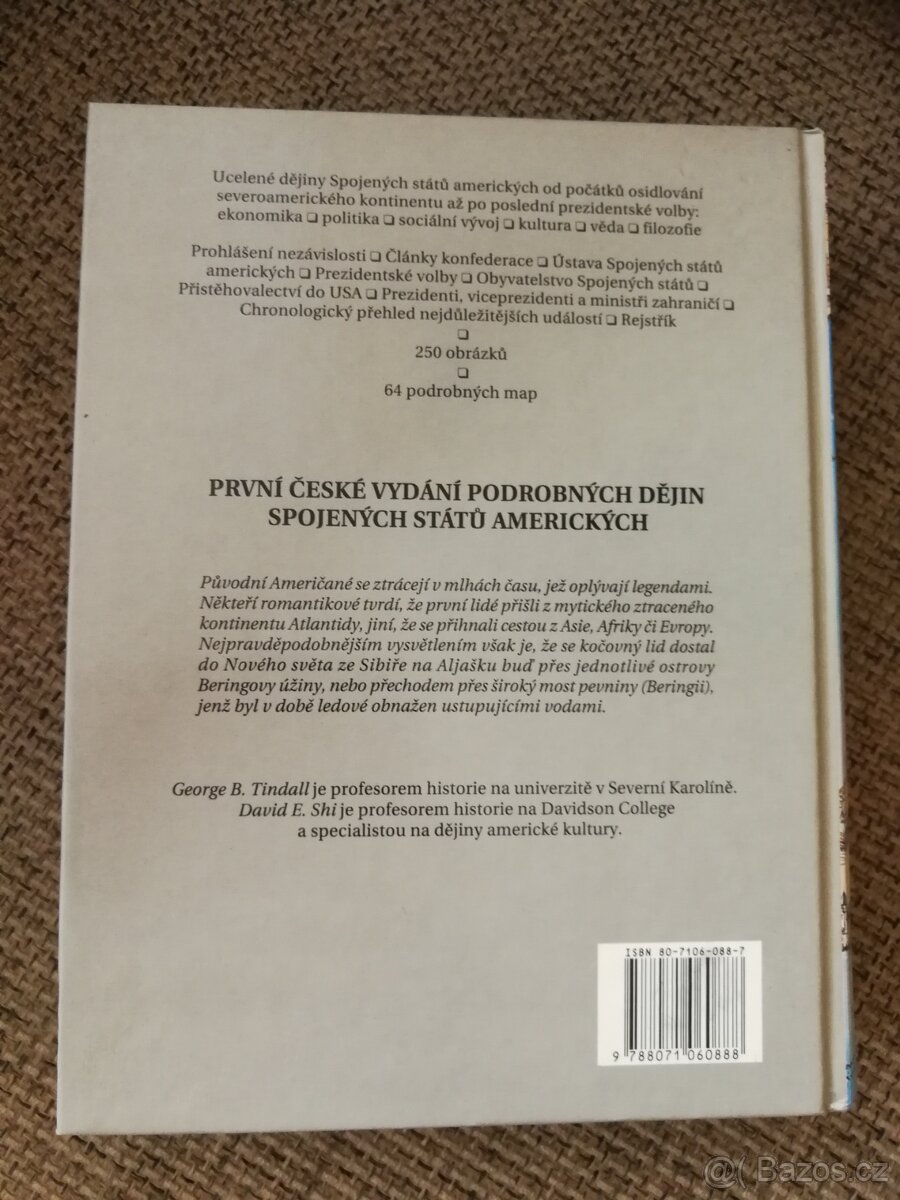 Ucelené dějiny Spojených států amerických od počátků osidlování
severoamerického kontinentu až po poslední prezidentské volby:
ekonomika ❏ politika ❏ sociální vývoj ❏ kultura ❏ věda ❏ filozofie
Prohlášení nezávislosti ❏ Články konfederace ❏ Ústava Spojených států
amerických ❏ Prezidentské volby ❏ Obyvatelstvo Spojených států ❏
Přistěhovalectví do USA ❏ Prezidenti, viceprezidenti a ministři zahraničí ❏
Chronologický přehled nejdůležitějších událostí ❏ Rejstřík
❏
250 obrázků
❏
64 podrobných map
PRVNÍ ČESKÉ VYDÁNÍ PODROBNÝCH DĚJIN
SPOJENÝCH STÁTŮ AMERICKÝCH
Původní Američané se ztrácejí v mlhách času, jež oplývají legendami.
Někteří romantikové tvrdí, že první lidé přišli z mytického ztraceného
kontinentu Atlantidy, jiní, že se přihnali cestou z Asie, Afriky či Evropy.
Nejpravděpodobnějším vysvětlením však je, že se kočovný lid dostal
do Nového světa ze Sibiře na Aljašku buď přes jednotlivé ostrovy
Beringovy úžiny, nebo přechodem přes široký most pevniny (Beringii),
jenž byl v době ledové obnažen ustupujícími vodami.
George B. Tindall je profesorem historie na univerzitě v Severní Karolíně.
David E. Shi je profesorem historie na Davidson College
a specialistou na dějiny americké kultury.
ISBN 80-7106-088-7
9 788071 060888
@( Bazos.cz